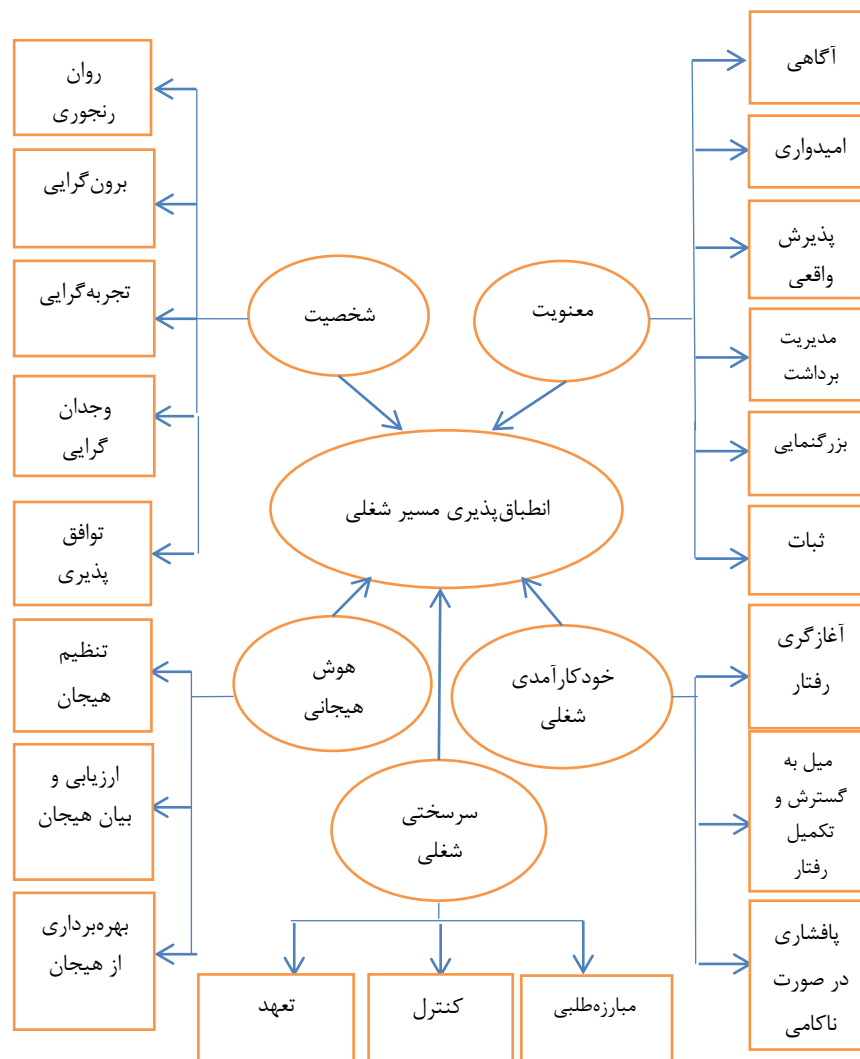 آگاهی
امیدواری
پذیرش
واقعی
مدیریت
برداشت
بزرگنمایی
ثبات
معنویت
شخصیت
روان
رنجوری
برون‌گرایی
تجربه‌گرایی
وجدان
گرایی
توافق
پذیری
انطباق‌پذیری مسیر شغلی
خودکارآمدی
شغلی
هوش
هیجانی
سرسختی
شغلی
آغازگری
رفتار
میل به
گسترش و
تکمیل
رفتار
پافشاری
در صورت
ناکامی
تنظیم
هیجان
ارزیابی و
بیان هیجان
بهره‌برداری
از هیجان
مبارزه‌طلبی
کنترل
تعهد